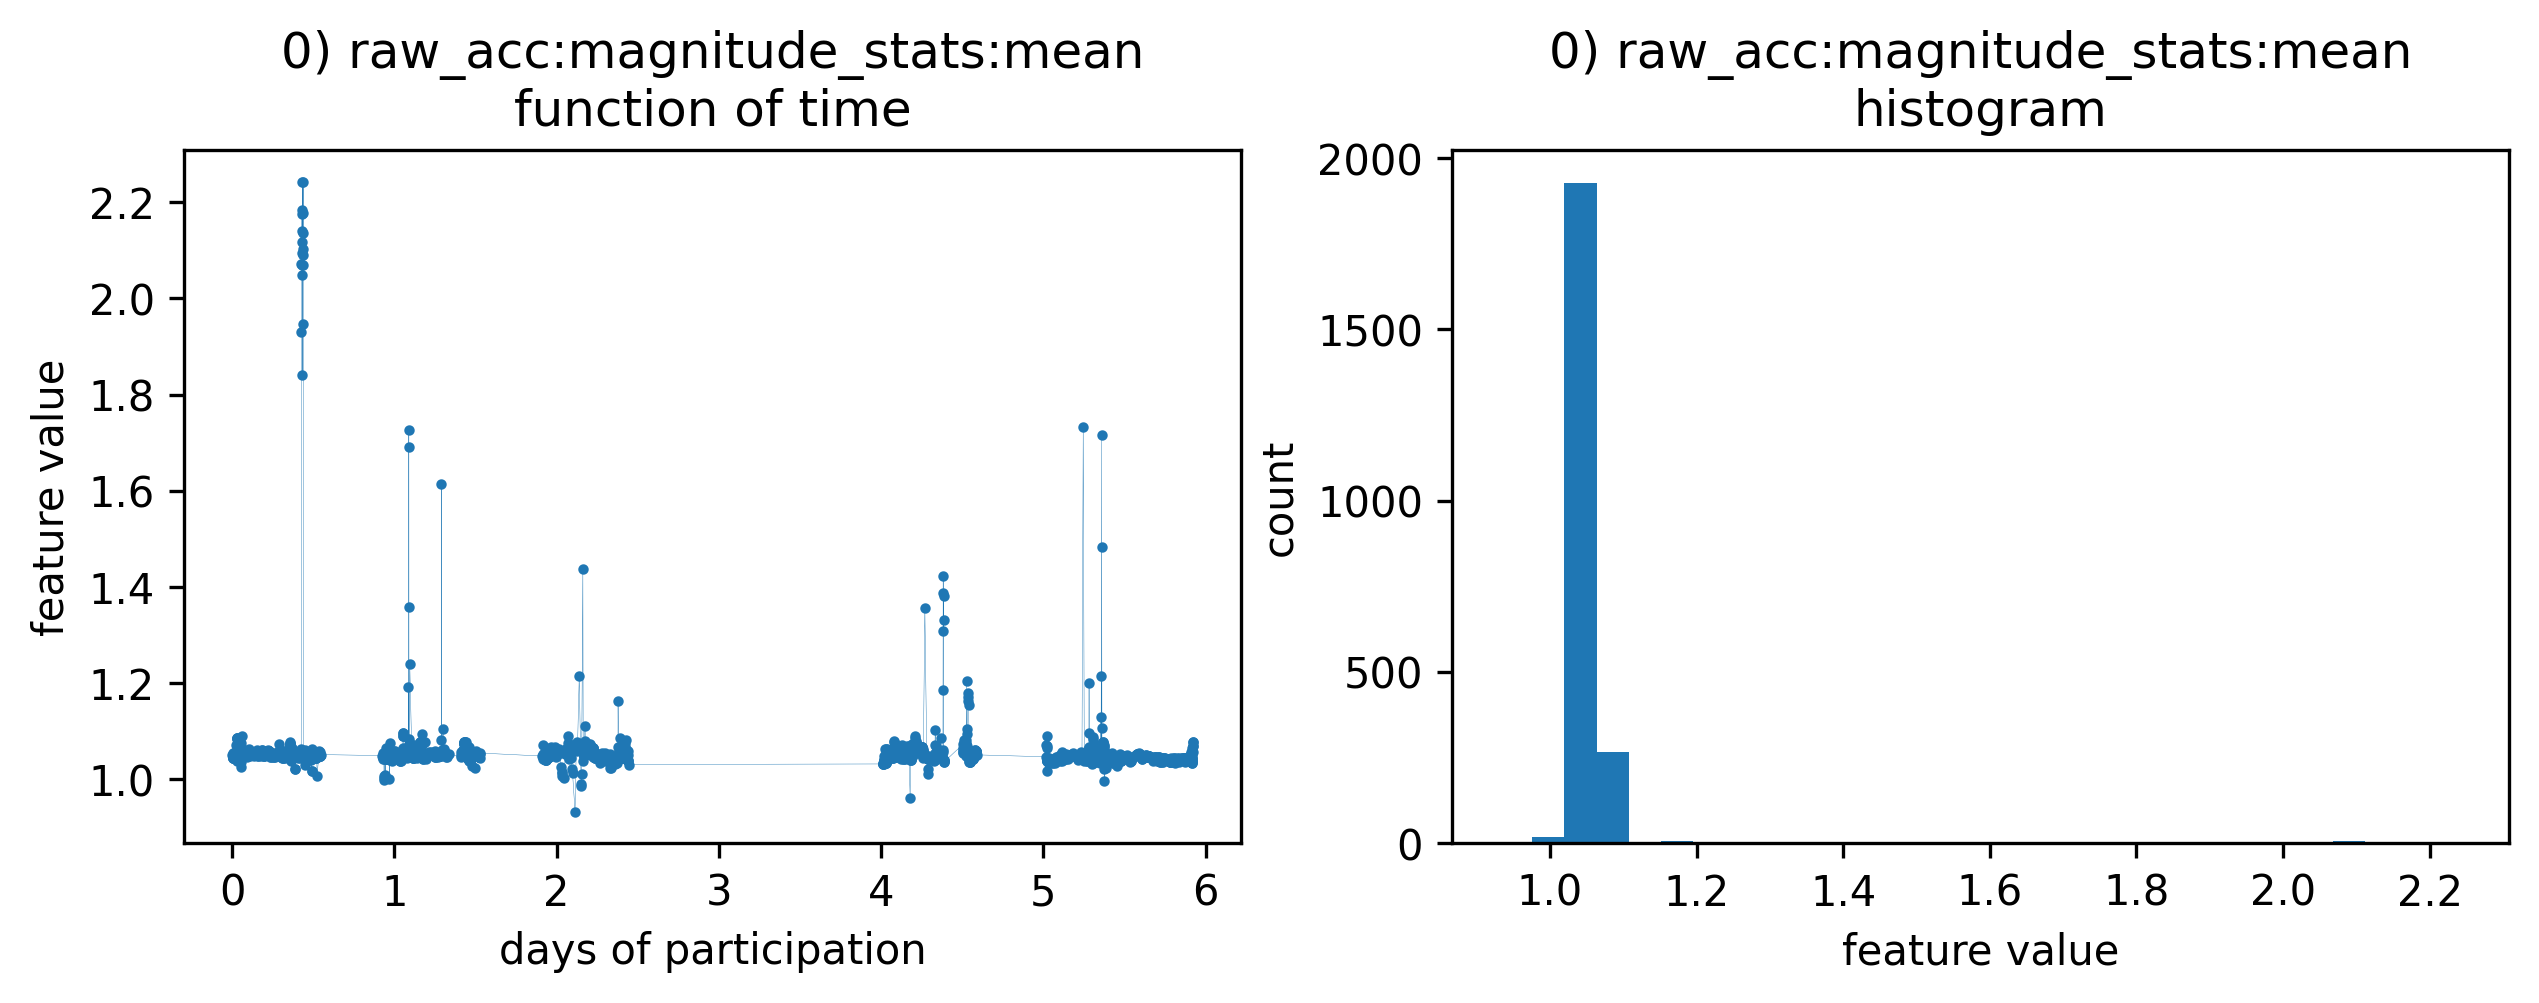 0) raw_acc:magnitude_stats:mean
function of time
feature value
2.2
2.0
1.8
1.6
1.4
1.2
1.0
0 1 2 3 4 5 6
days of participation
0) raw_acc:magnitude_stats:mean
histogram
count
2000
1500
1000
500
0
1.0 1.2 1.4 1.6 1.8 2.0 2.2
feature value